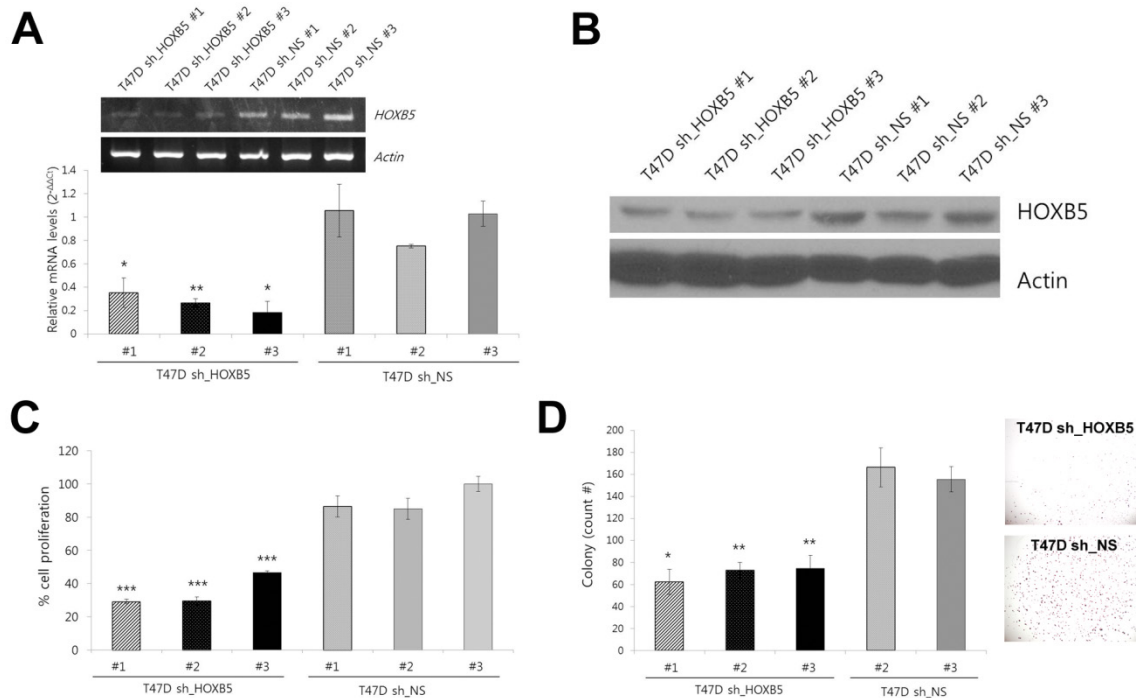 A
T47D sh_HOXB5 #1
T47D sh_HOXB5 #2
T47D sh_HOXB5 #3
T47D sh_NS #1
T47D sh_NS #2
T47D sh_NS #3
HOXB5
Actin
Relative mRNA levels (2-ΔΔCt)
1.4
1.2
1
0.8
0.6
0.4
0.2
0
*
**
*
#1 #2 #3 #1 #2 #3
T47D sh_HOXB5 T47D sh_NS
B
T47D sh_HOXB5 #1
T47D sh_HOXB5 #2
T47D sh_HOXB5 #3
T47D sh_NS #1
T47D sh_NS #2
T47D sh_NS #3
HOXB5
Actin
C
% cell proliferation
120
100
80
60
40
20
0
***
***
***
#1 #2 #3 #1 #2 #3
T47D sh_HOXB5 T47D sh_NS
D
Colony (count #)
200
180
160
140
120
100
80
60
40
20
0
*
**
**
#1 #2 #3 #2 #3
T47D sh_HOXB5 T47D sh_NS
T47D sh_HOXB5
T47D sh_NS